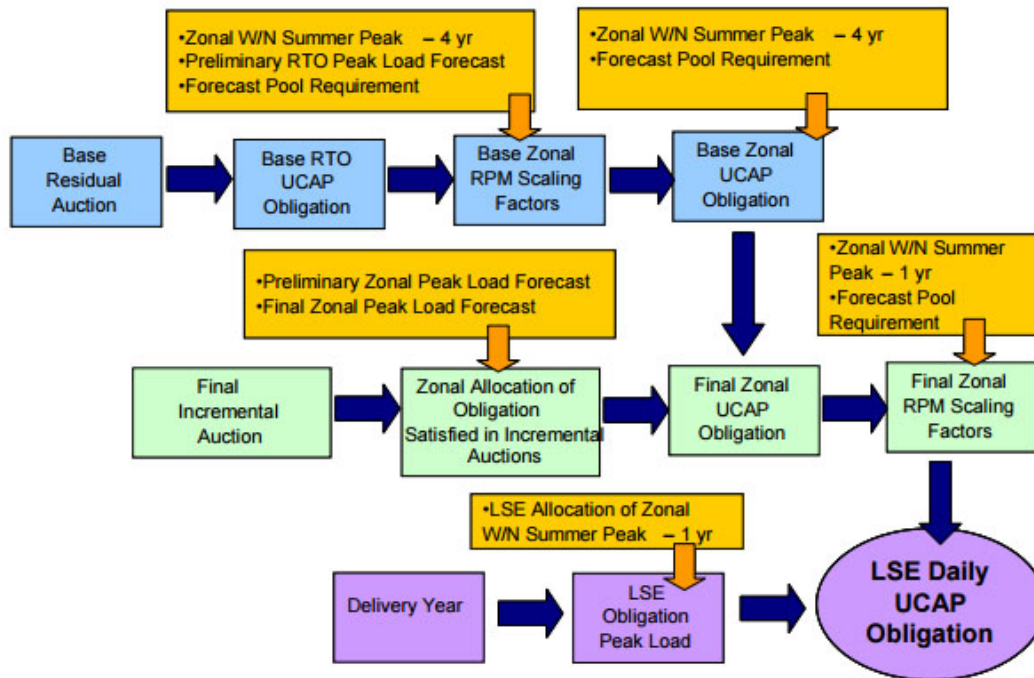 •Zonal W/N Summer Peak – 4 yr
•Preliminary RTO Peak Load Forecast
•Forecast Pool Requirement
•Zonal W/N Summer Peak – 4 yr
•Forecast Pool Requirement
Base
Residual
Auction
Base RTO
UCAP
Obligation
Base Zonal
RPM Scaling
Factors
Base Zonal
UCAP
Obligation
•Preliminary Zonal Peak Load Forecast
•Final Zonal Peak Load Forecast
•Zonal W/N Summer
Peak – 1 yr
•Forecast Pool
Requirement
Final
Incremental
Auction
Zonal Allocation of
Obligation
Satisfied in Incremental
Auctions
Final Zonal
UCAP
Obligation
Final Zonal
RPM Scaling
Factors
•LSE Allocation of Zonal
W/N Summer Peak – 1 yr
Delivery Year
LSE
Obligation
Peak Load
LSE Daily
UCAP
Obligation